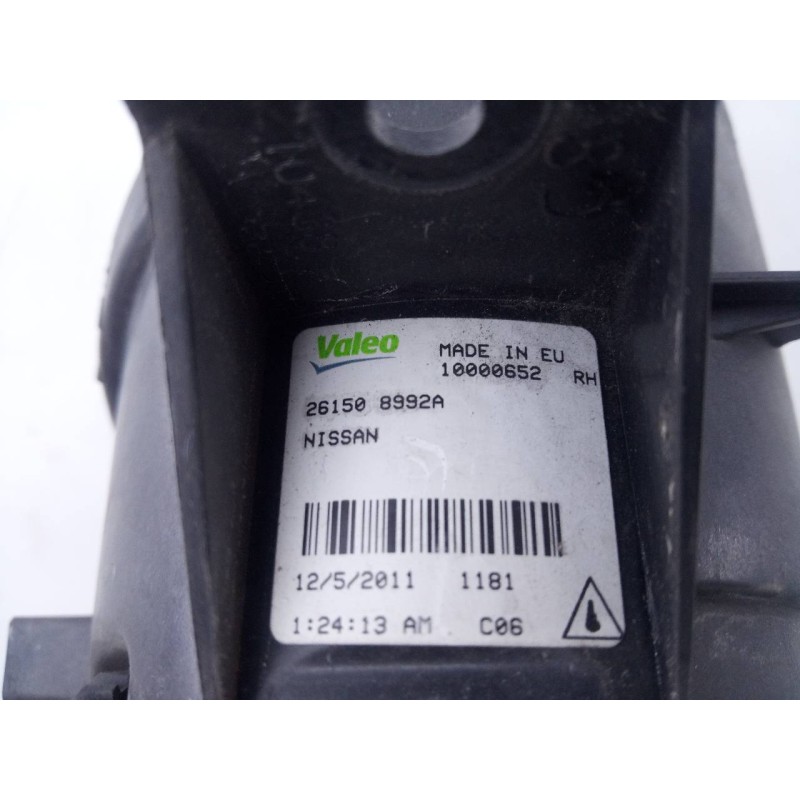 Valeo MADE IN EU
10000652 RH
26150 8992A
NISSAN
12/5/2011 1181
1:24:13 AM C06